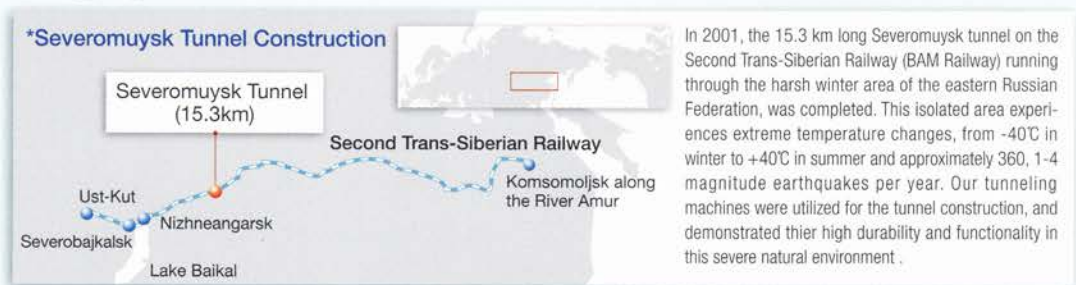 *Severomuysk Tunnel Construction
Severomuysk Tunnel
(15.3km)
Second Trans-Siberian Railway
Ust-Kut
Nizhneangarsk
Severobajkalsk
Lake Baikal
Komsomoljsk along
the River Amur
In 2001, the 15.3 km long Severomuysk tunnel on the
Second Trans-Siberian Railway (BAM Railway) running
through the harsh winter area of the eastern Russian
Federation, was completed. This isolated area experi-
ences extreme temperature changes, from -40℃ in
winter to +40℃ in summer and approximately 360, 1-4
magnitude earthquakes per year. Our tunneling
machines were utilized for the tunnel construction, and
demonstrated thier high durability and functionality in
this severe natural environment .